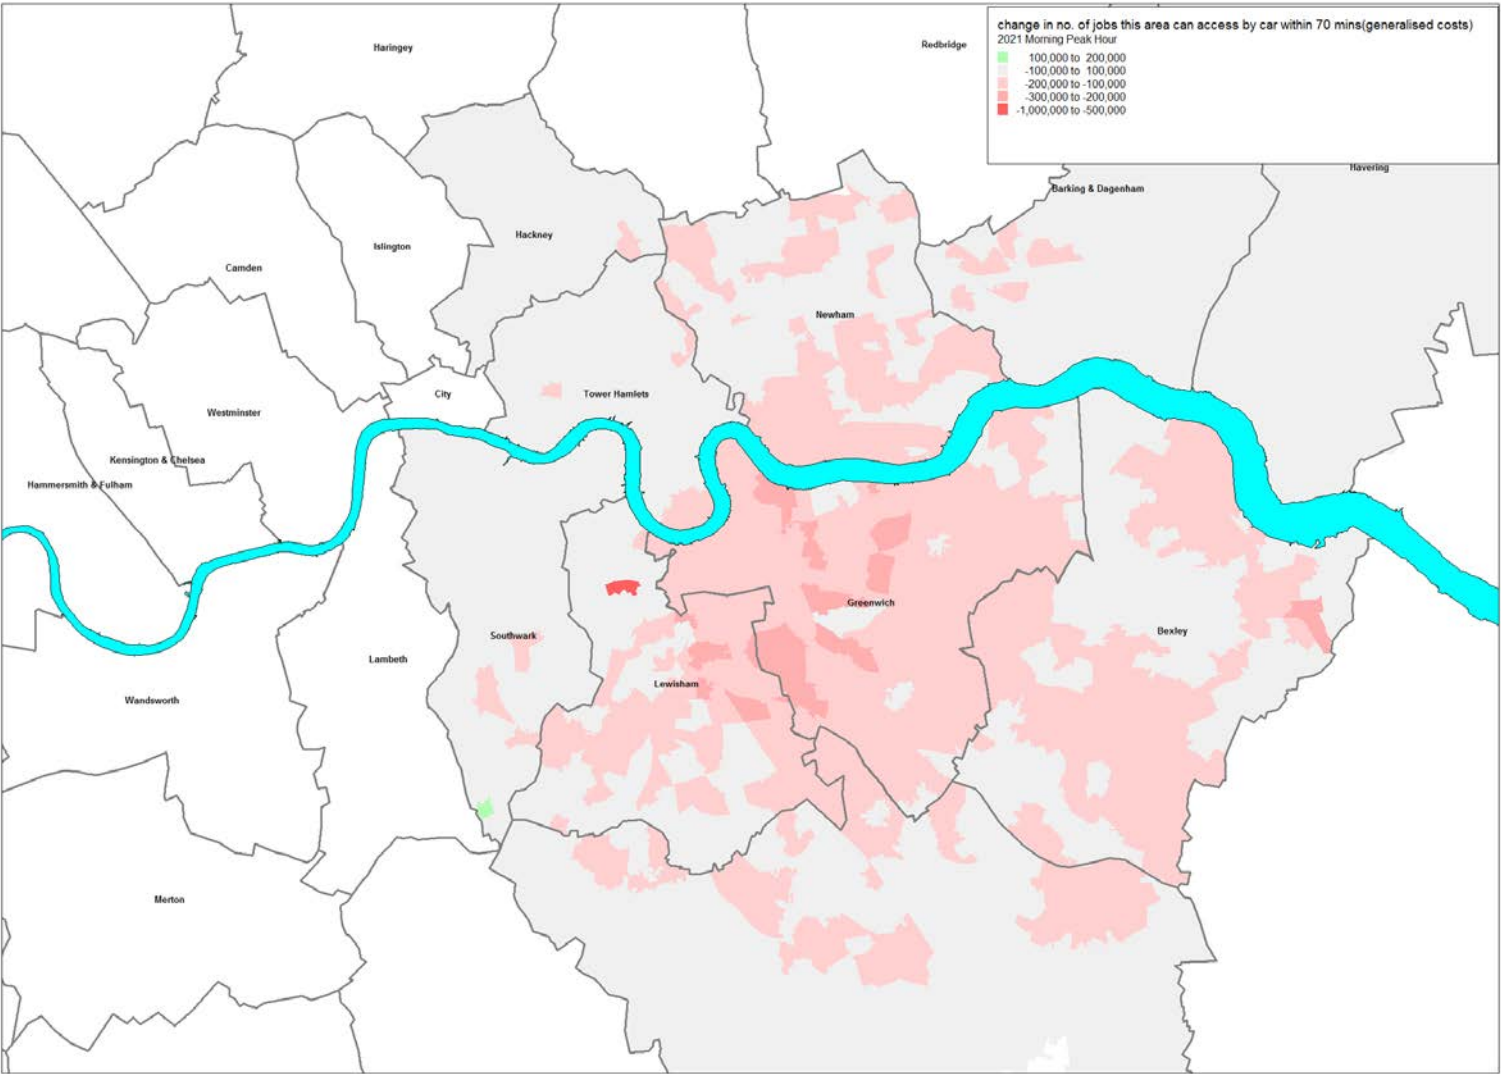 change in no. of jobs this area can access by car within 70 mins(generalised costs)
2021 Morning Peak Hour
100,000 to 200,000
-100,000 to 100,000
-200,000 to -100,000
-300,000 to -200,000
-1,000,000 to -500,000
Haringey
Redbridge
Havering
Barking & Dagenham
Hackney
Islington
Camden
Newham
City
Tower Hamlets
Westminster
Kensington & Chelsea
Hammersmith & Fulham
Greenwich
Bexley
Southwark
Lambeth
Lewisham
Wandsworth
Merton